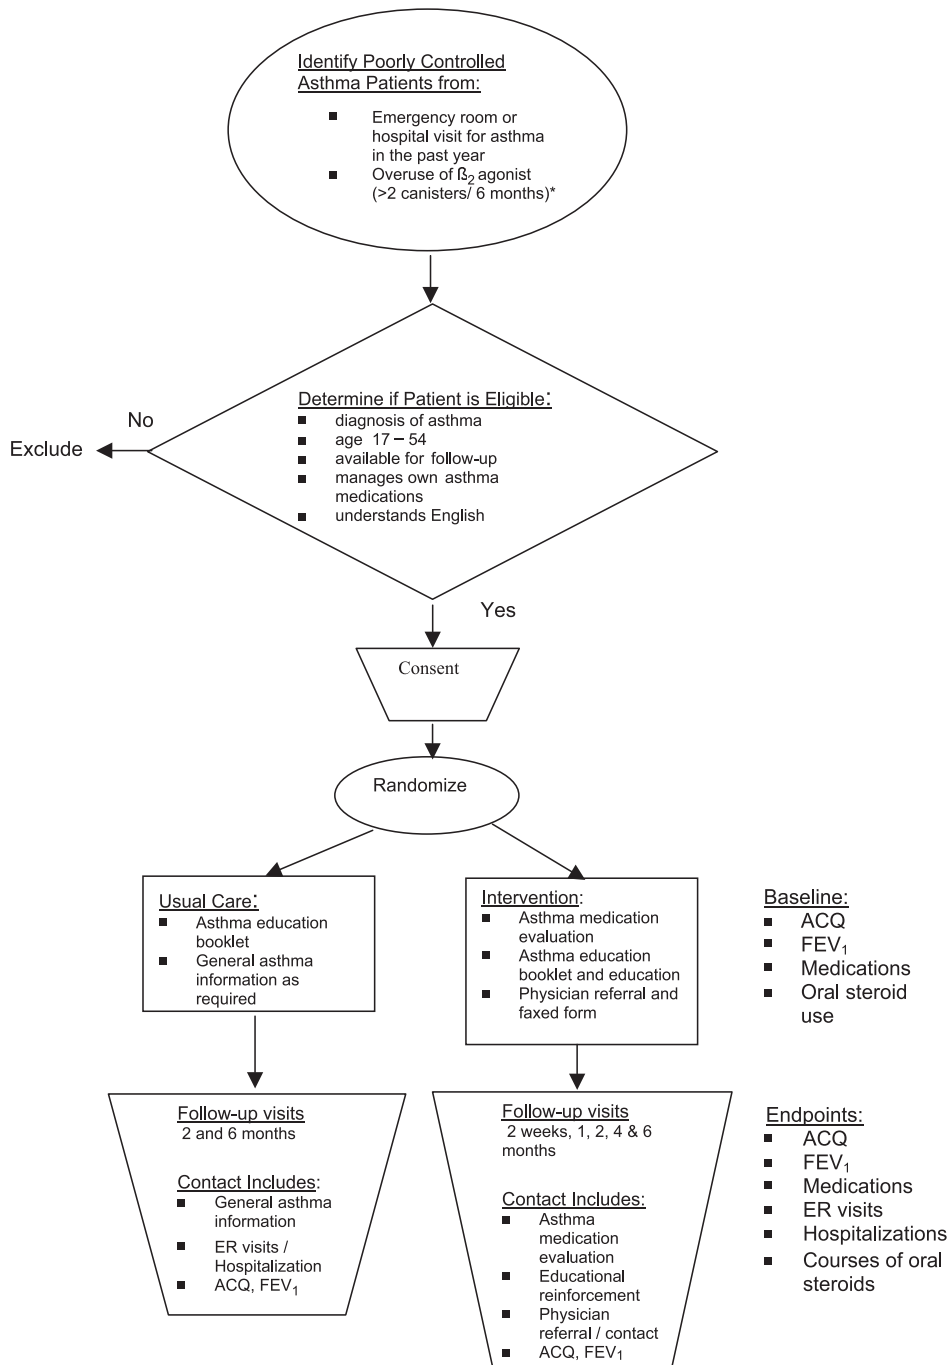 Identify Poorly Controlled
Asthma Patients from:
▪ Emergency room or
hospital visit for asthma
in the past year
▪ Overuse of ß₂ agonist
(>2 canisters/ 6 months)*
Determine if Patient is Eligible:
▪ diagnosis of asthma
▪ age 17 – 54
▪ available for follow-up
▪ manages own asthma
medications
▪ understands English
No
Exclude
Yes
Consent
Randomize
Usual Care:
▪ Asthma education
booklet
▪ General asthma
information as
required
Intervention:
▪ Asthma medication
evaluation
▪ Asthma education
booklet and education
▪ Physician referral and
faxed form
Baseline:
▪ ACQ
▪ FEV₁
▪ Medications
▪ Oral steroid
use
Follow-up visits
2 and 6 months
Contact Includes:
▪ General asthma
information
▪ ER visits /
Hospitalization
▪ ACQ, FEV₁
Follow-up visits
2 weeks, 1, 2, 4 & 6
months
Contact Includes:
▪ Asthma
medication
evaluation
▪ Educational
reinforcement
▪ Physician
referral / contact
▪ ACQ, FEV₁
Endpoints:
▪ ACQ
▪ FEV₁
▪ Medications
▪ ER visits
▪ Hospitalizations
▪ Courses of oral
steroids